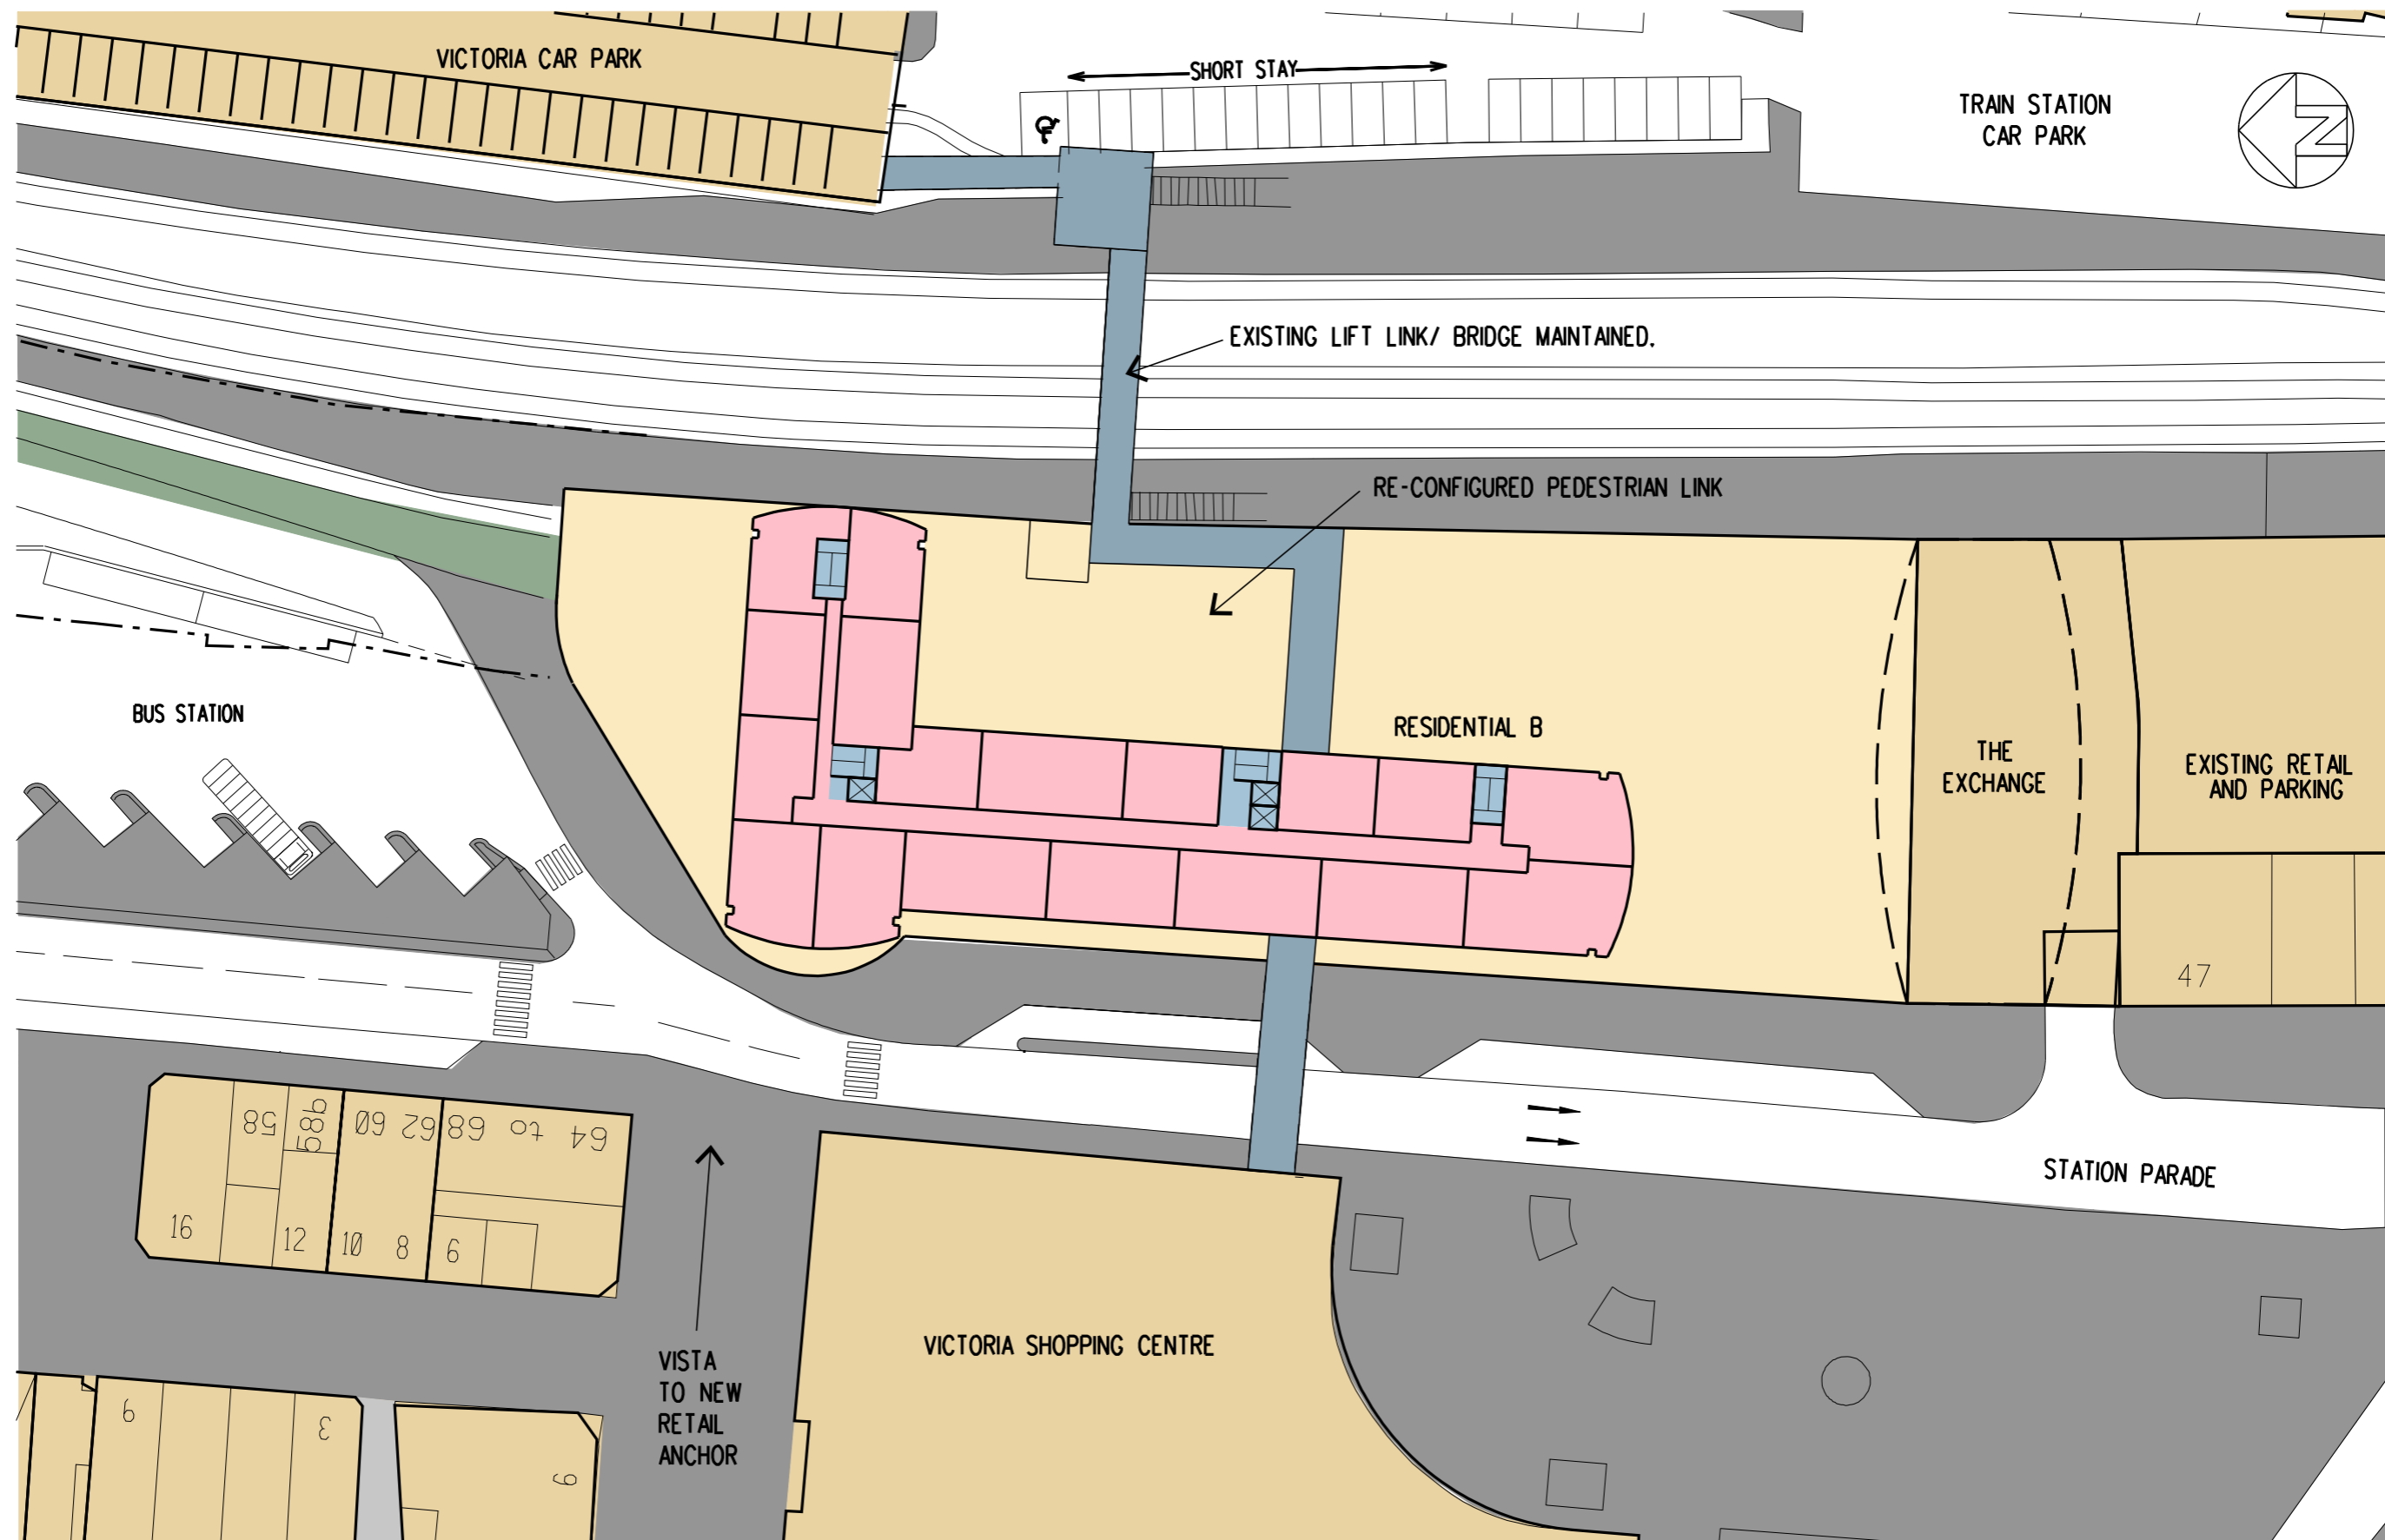 VICTORIA CAR PARK
SHORT STAY
TRAIN STATION
CAR PARK
N
EXISTING LIFT LINK/ BRIDGE MAINTAINED.
RE-CONFIGURED PEDESTRIAN LINK
BUS STATION
RESIDENTIAL B
THE
EXCHANGE
EXISTING RETAIL
AND PARKING
47
58
58b
60
62
64 to 68
16
12
10
8
6
STATION PARADE
VISTA
TO NEW
RETAIL
ANCHOR
VICTORIA SHOPPING CENTRE
9
3
9